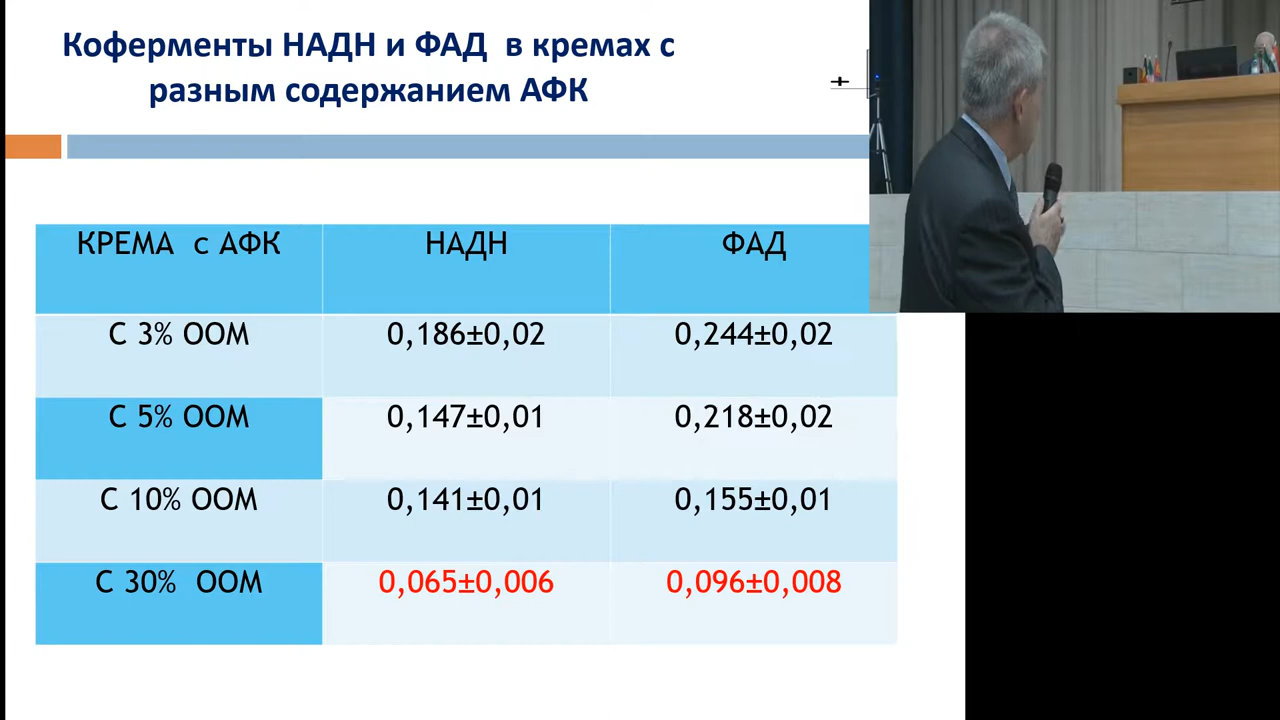 Коферменты НАДН и ФАД в кремах с
разным содержанием АФК
КРЕМА с АФК НАДН ФАД
С 3% ООМ 0,186±0,02 0,244±0,02
С 5% ООМ 0,147±0,01 0,218±0,02
С 10% ООМ 0,141±0,01 0,155±0,01
С 30% ООМ 0,065±0,006 0,096±0,008